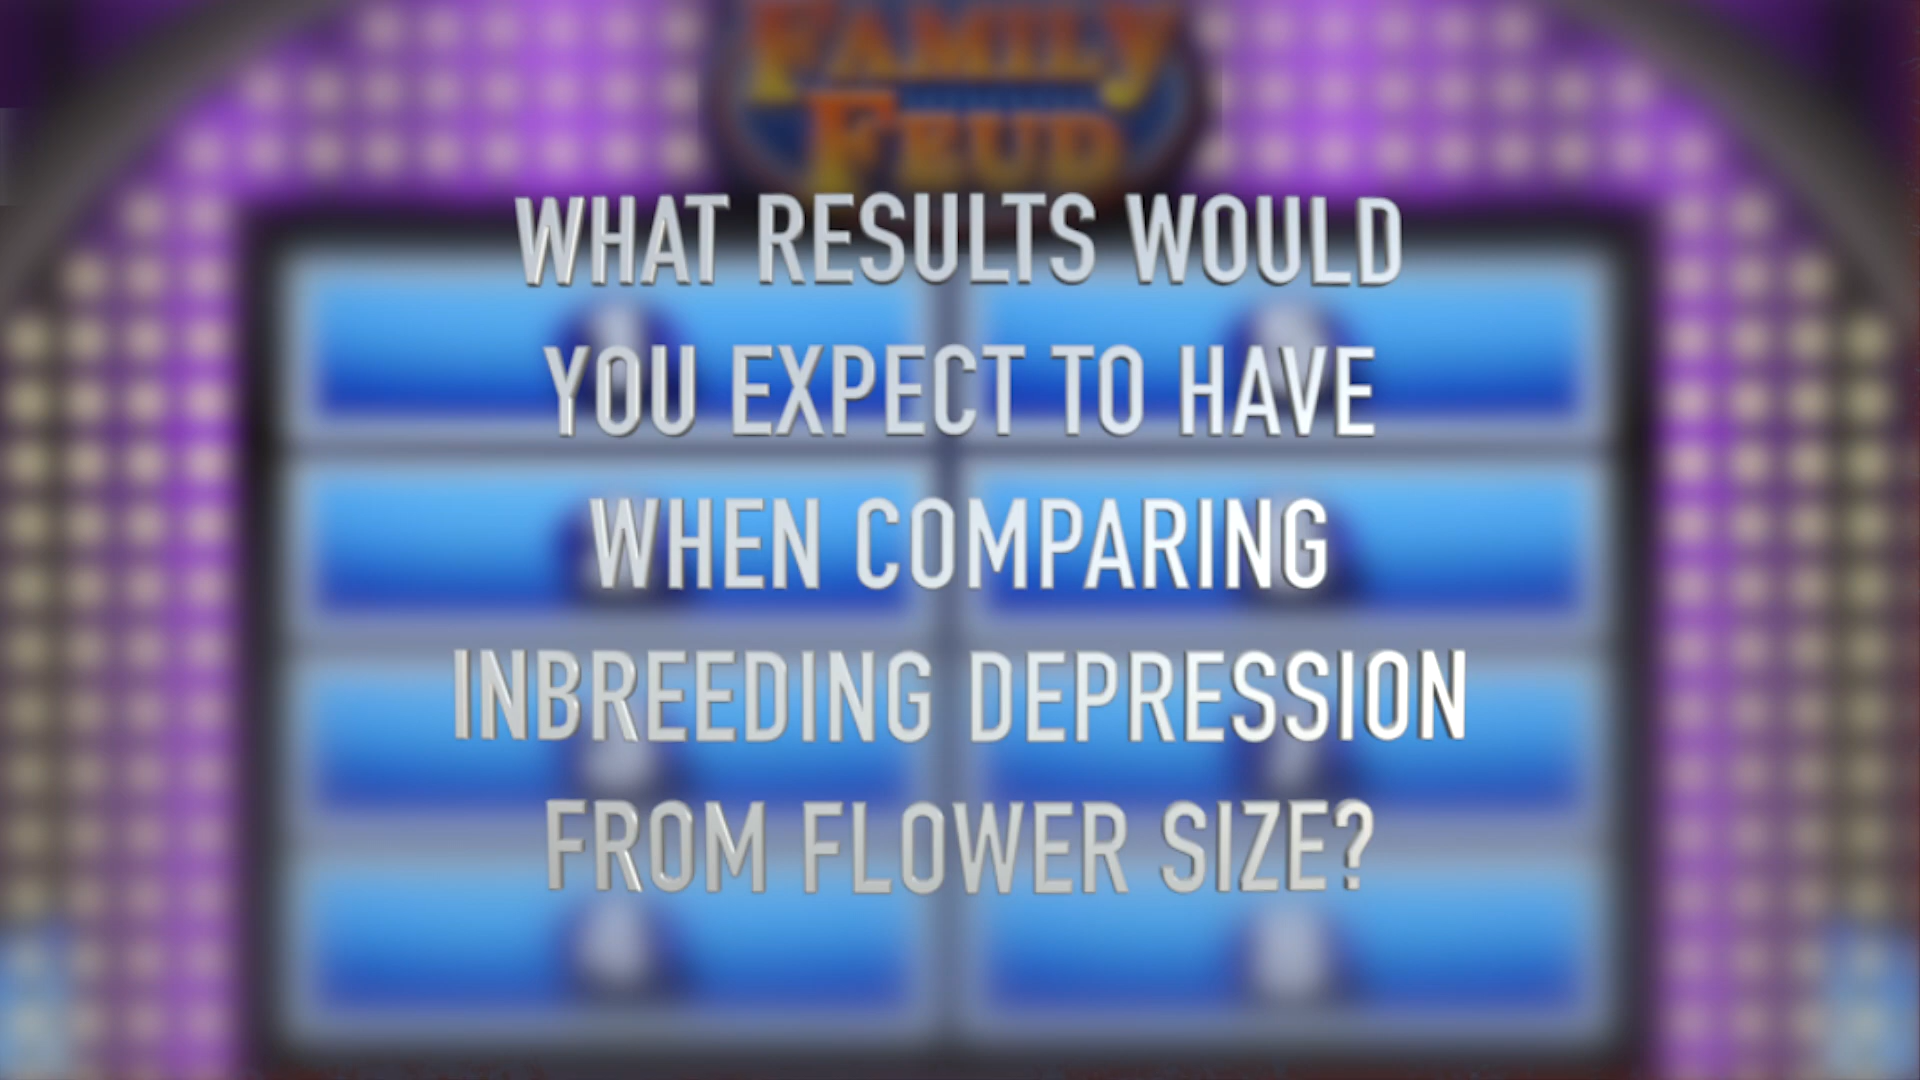 FAMILY
FEUD
WHAT RESULTS WOULD
YOU EXPECT TO HAVE
WHEN COMPARING
INBREEDING DEPRESSION
FROM FLOWER SIZE?